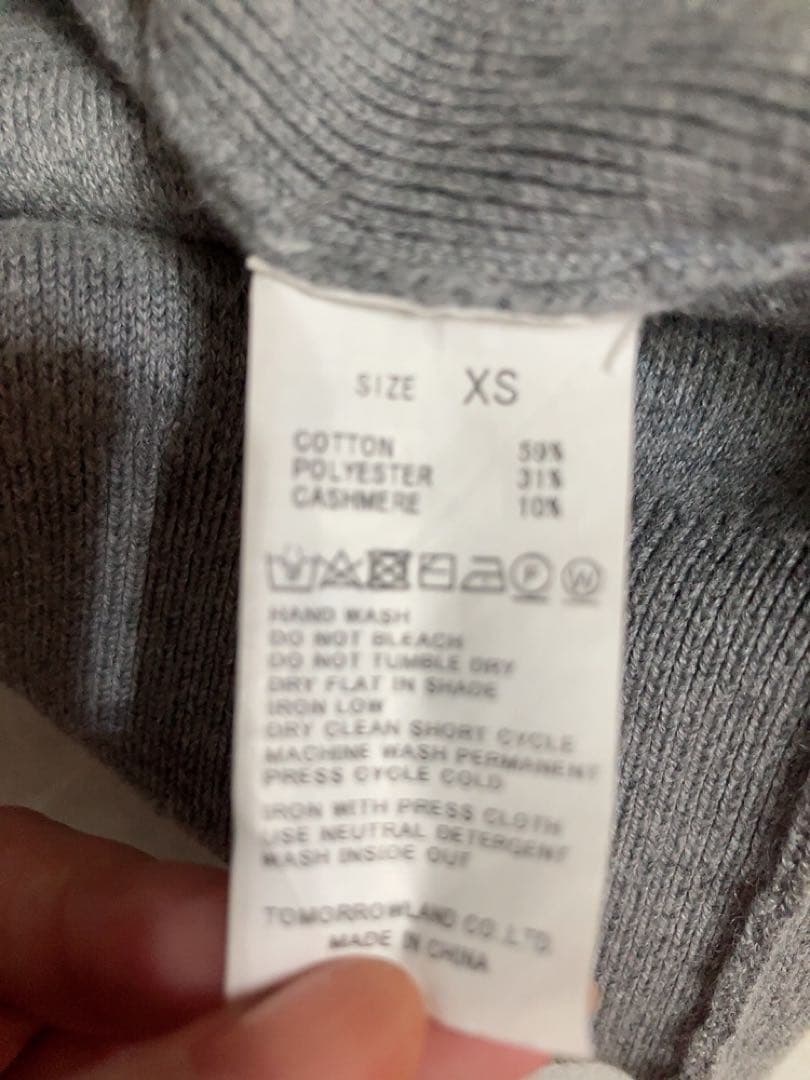 SIZE XS
COTTON 59%
POLYESTER 31%
CASHMERE 10%
P W
HAND WASH
DO NOT BLEACH
DO NOT TUMBLE DRY
DRY FLAT IN SHADE
IRON LOW
DRY CLEAN SHORT CYCLE
MACHINE WASH PERMANENT
PRESS CYCLE COLD
IRON WITH PRESS CLOTH
USE NEUTRAL DETERGENT
WASH INSIDE OUT
TOMORROWLAND CO.,LTD.
MADE IN CHINA